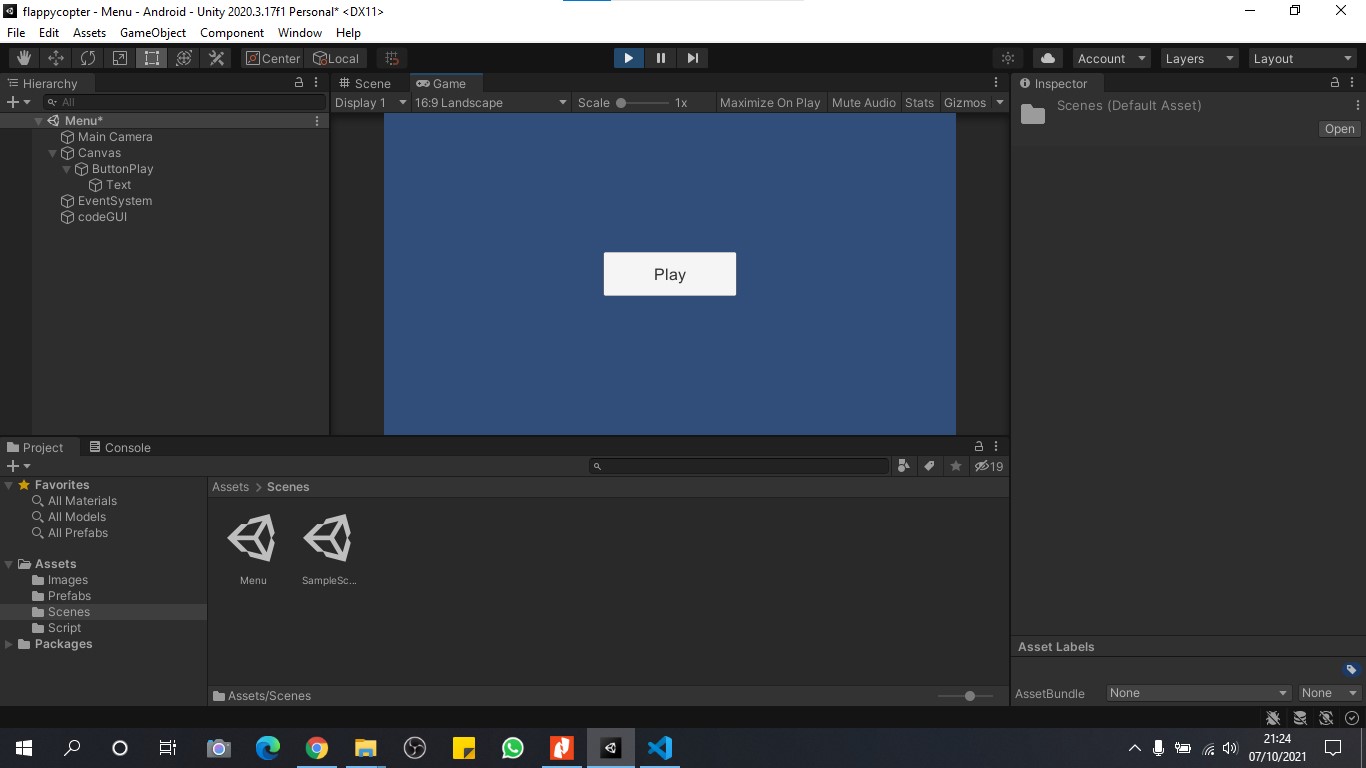 flappycopter - Menu - Android - Unity 2020.3.17f1 Personal* <DX11>
File Edit Assets GameObject Component Window Help
Center Local Account Layers Layout
Hierarchy Scene Game Inspector
All Display 1 16:9 Landscape Scale 1x Maximize On Play Mute Audio Stats Gizmos Scenes (Default Asset)
Menu*
Open
Main Camera
Canvas
ButtonPlay
Text
EventSystem
codeGUI
Play
Project Console
19
Favorites Assets > Scenes
All Materials
All Models
All Prefabs
Assets
Images Menu SampleSc...
Prefabs
Scenes
Script
Packages Asset Labels
Assets/Scenes AssetBundle None None
21:24
07/10/2021